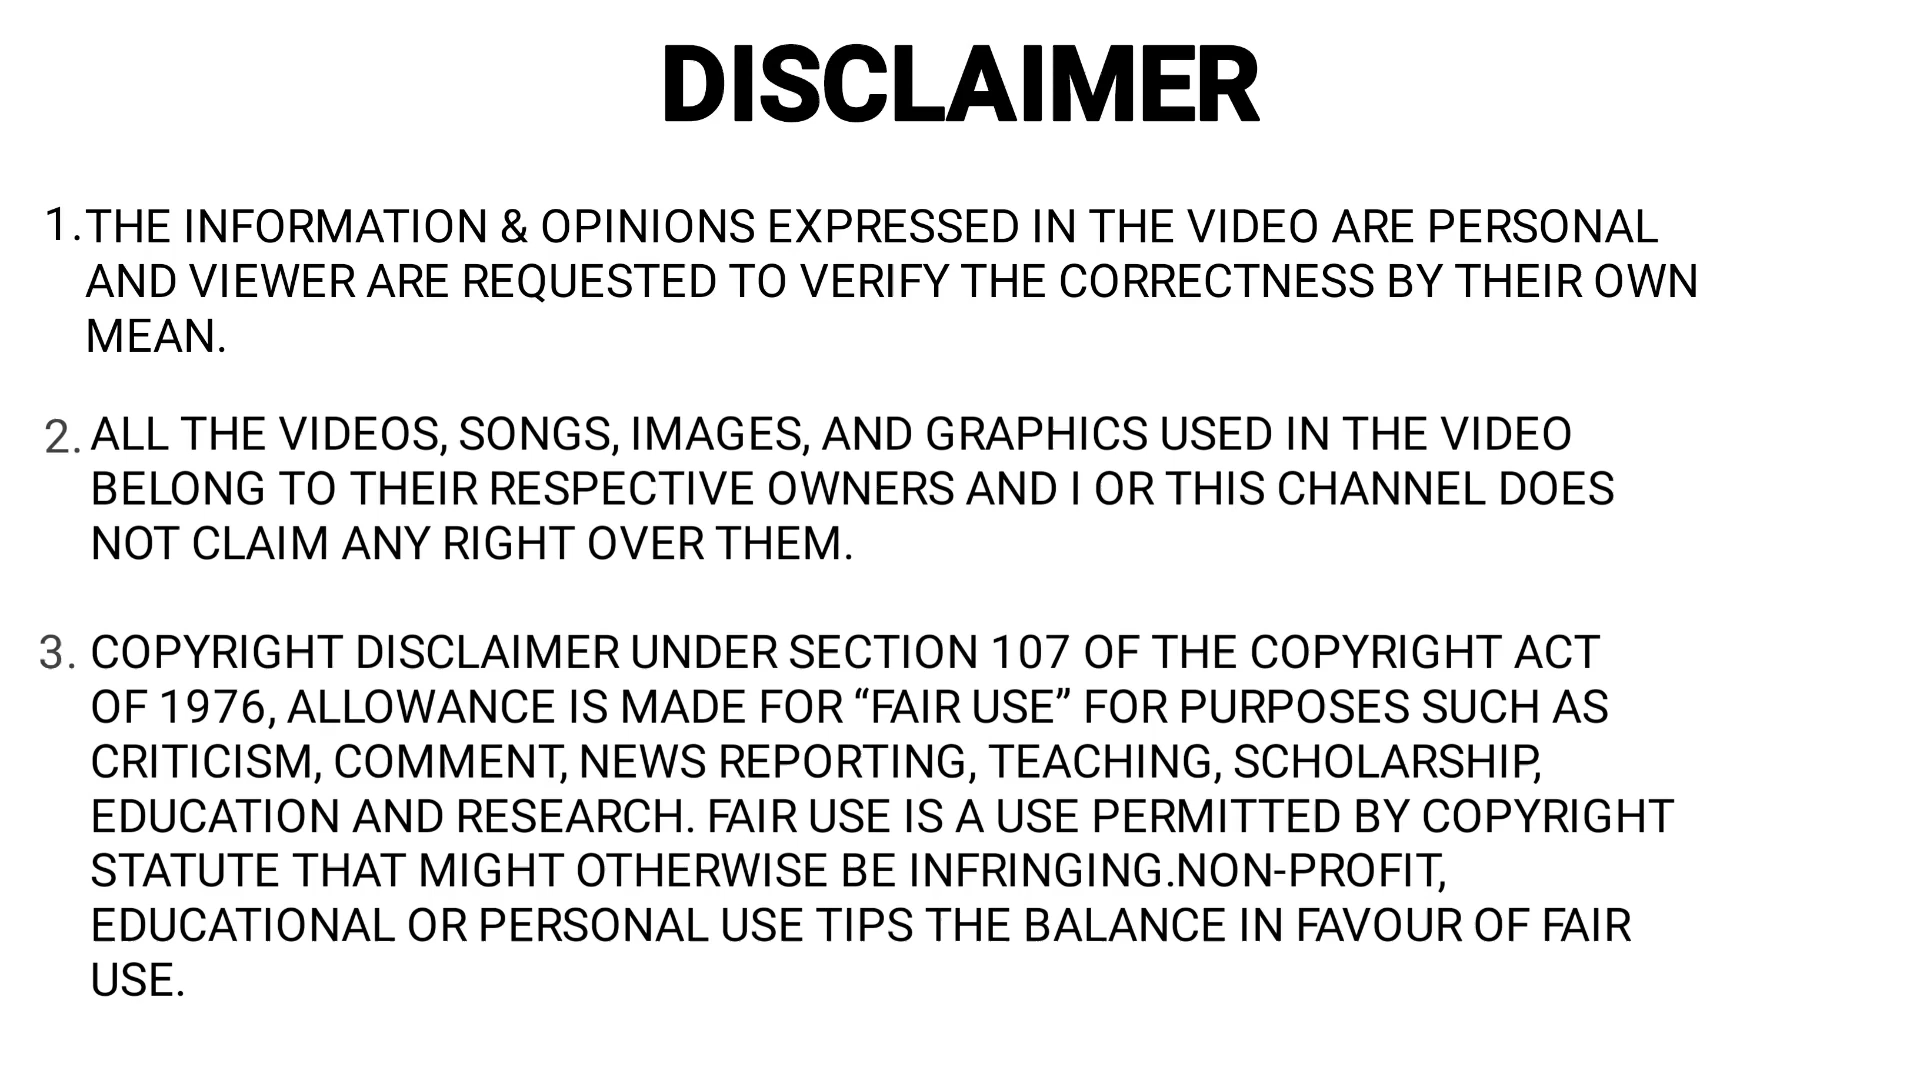 DISCLAIMER
1. THE INFORMATION & OPINIONS EXPRESSED IN THE VIDEO ARE PERSONAL
AND VIEWER ARE REQUESTED TO VERIFY THE CORRECTNESS BY THEIR OWN
MEAN.
2. ALL THE VIDEOS, SONGS, IMAGES, AND GRAPHICS USED IN THE VIDEO
BELONG TO THEIR RESPECTIVE OWNERS AND I OR THIS CHANNEL DOES
NOT CLAIM ANY RIGHT OVER THEM.
3. COPYRIGHT DISCLAIMER UNDER SECTION 107 OF THE COPYRIGHT ACT
OF 1976, ALLOWANCE IS MADE FOR “FAIR USE” FOR PURPOSES SUCH AS
CRITICISM, COMMENT, NEWS REPORTING, TEACHING, SCHOLARSHIP,
EDUCATION AND RESEARCH. FAIR USE IS A USE PERMITTED BY COPYRIGHT
STATUTE THAT MIGHT OTHERWISE BE INFRINGING.NON-PROFIT,
EDUCATIONAL OR PERSONAL USE TIPS THE BALANCE IN FAVOUR OF FAIR
USE.